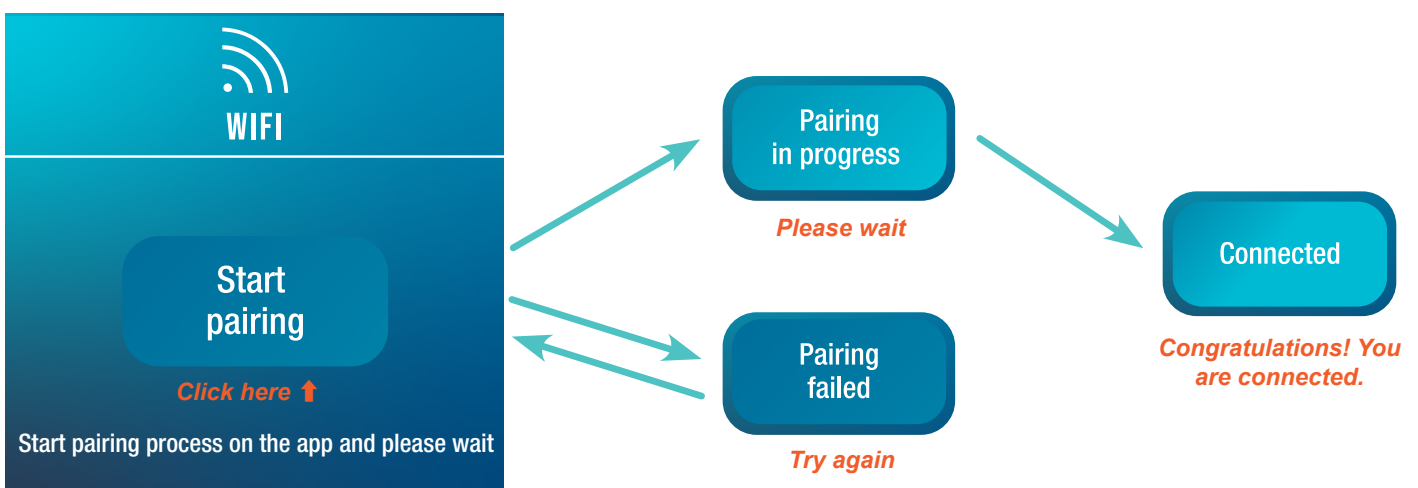 WIFI
Start
pairing
Click here
Start pairing process on the app and please wait
Pairing
in progress
Please wait
Pairing
failed
Try again
Connected
Congratulations! You
are connected.